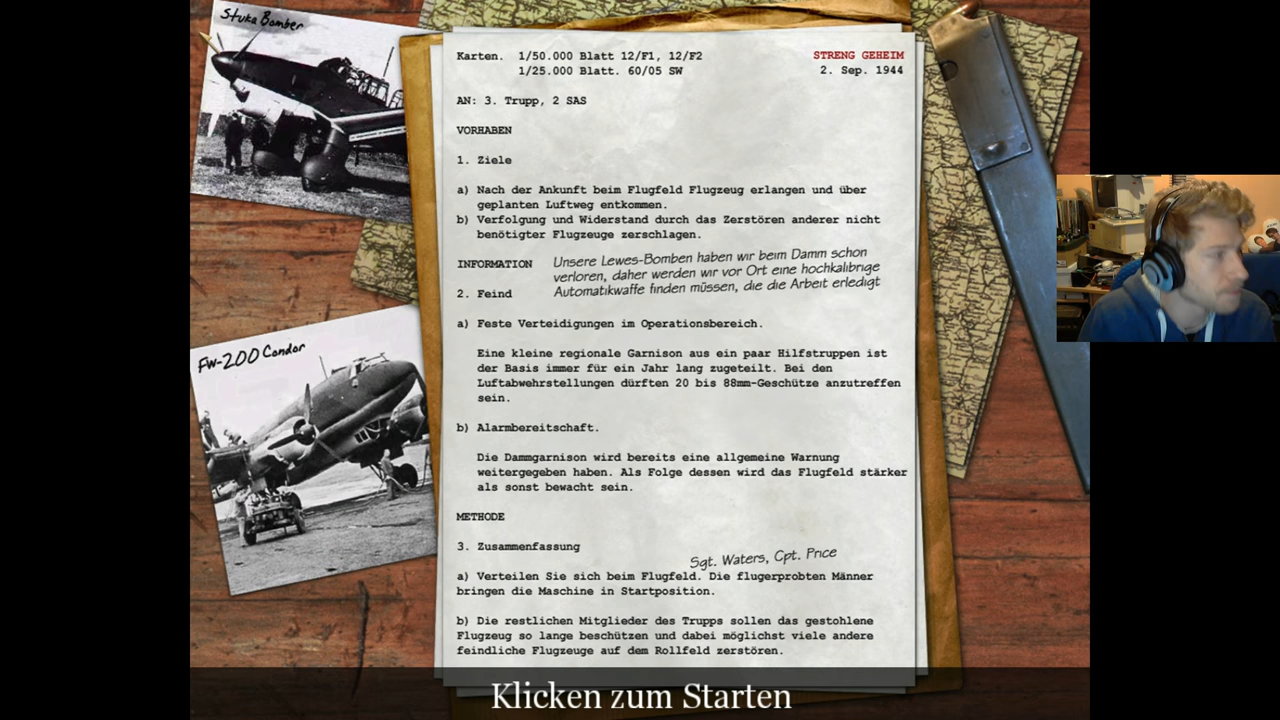 Stuka Bomber
Karten. 1/50.000 Blatt 12/F1, 12/F2
STRENG GEHEIM
1/25.000 Blatt. 60/05 SW
2. Sep. 1944
AN: 3. Trupp, 2 SAS
VORHABEN
1. Ziele
a) Nach der Ankunft beim Flugfeld Flugzeug erlangen und über
geplanten Luftweg entkommen.
b) Verfolgung und Widerstand durch das Zerstören anderer nicht
benötigter Flugzeuge zerschlagen.
Unsere Lewes-Bomben haben wir beim Damm schon
verloren, daher werden wir vor Ort eine hochkalibrige
Automatikwaffe finden müssen, die die Arbeit erledigt
INFORMATION
2. Feind
a) Feste Verteidigungen im Operationsbereich.
Eine kleine regionale Garnison aus ein paar Hilfstruppen ist
der Basis immer für ein Jahr lang zugeteilt. Bei den
Luftabwehrstellungen dürften 20 bis 88mm-Geschütze anzutreffen
sein.
FW-200 Condor
b) Alarmbereitschaft.
Die Dammgarnison wird bereits eine allgemeine Warnung
weitergegeben haben. Als Folge dessen wird das Flugfeld stärker
als sonst bewacht sein.
METHODE
3. Zusammenfassung
Sgt. Waters, Cpt. Price
a) Verteilen Sie sich beim Flugfeld. Die flugerprobten Männer
bringen die Maschine in Startposition.
b) Die restlichen Mitglieder des Trupps sollen das gestohlene
Flugzeug so lange beschützen und dabei möglichst viele andere
feindliche Flugzeuge auf dem Rollfeld zerstören.
Klicken zum Starten